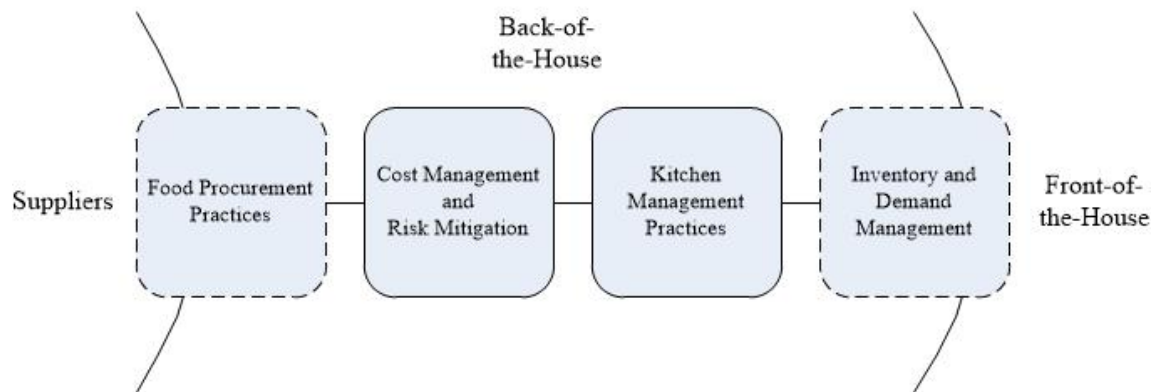 Back-of-
the-House
Suppliers
Food Procurement
Practices
Cost Management
and
Risk Mitigation
Kitchen
Management
Practices
Inventory and
Demand
Management
Front-of-
the-House